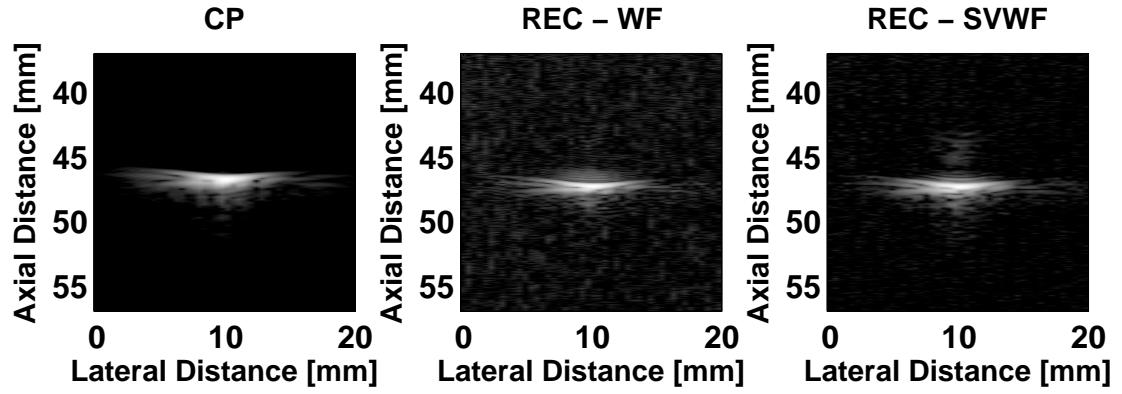 CP
Axial Distance [mm]
40
45
50
55
0 10 20
Lateral Distance [mm]
REC – WF
Axial Distance [mm]
40
45
50
55
0 10 20
Lateral Distance [mm]
REC – SVWF
Axial Distance [mm]
40
45
50
55
0 10 20
Lateral Distance [mm]